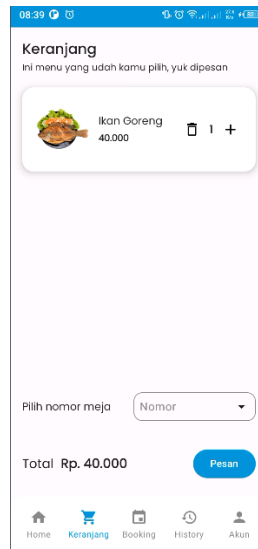 08:39
Keranjang
Ini menu yang udah kamu pilih, yuk dipesan
Ikan Goreng
40.000
1
Pilih nomor meja
Nomor
Total Rp. 40.000
Pesan
Home Keranjang Booking History Akun